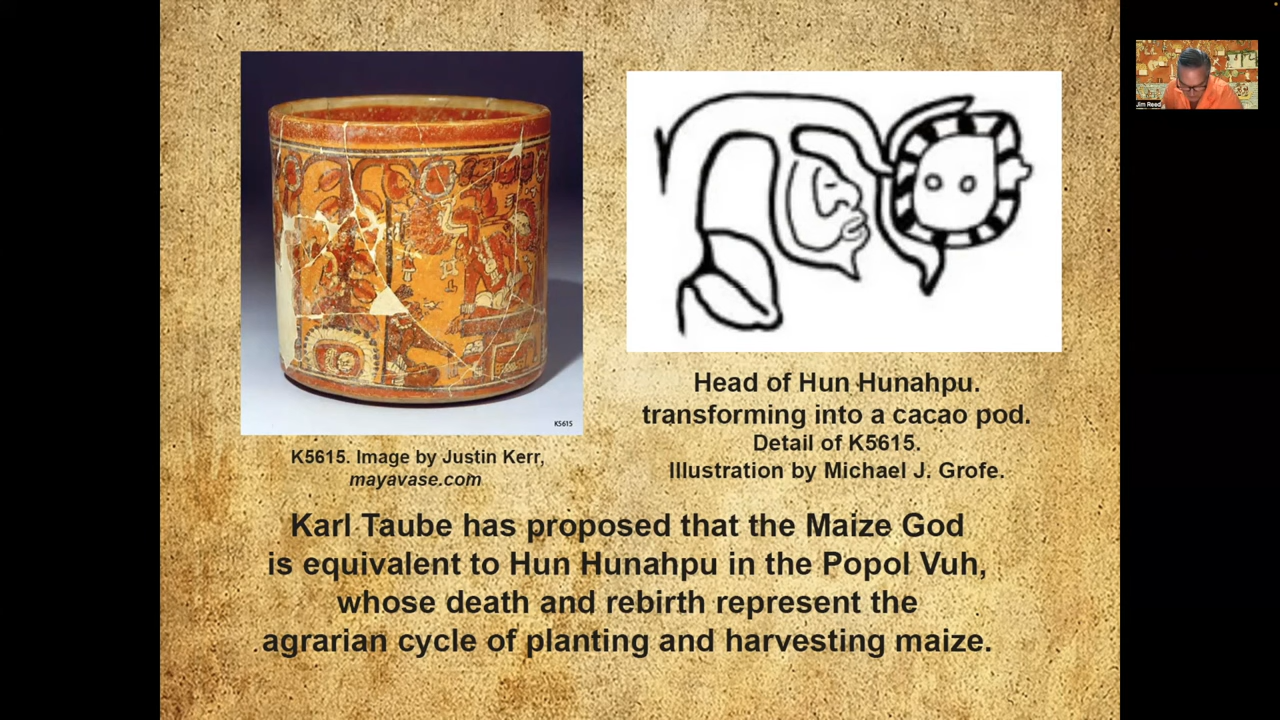 Jim Reed
K5615
K5615. Image by Justin Kerr,
mayavase.com
Head of Hun Hunahpu.
transforming into a cacao pod.
Detail of K5615.
Illustration by Michael J. Grofe.
Karl Taube has proposed that the Maize God
is equivalent to Hun Hunahpu in the Popol Vuh,
whose death and rebirth represent the
agrarian cycle of planting and harvesting maize.